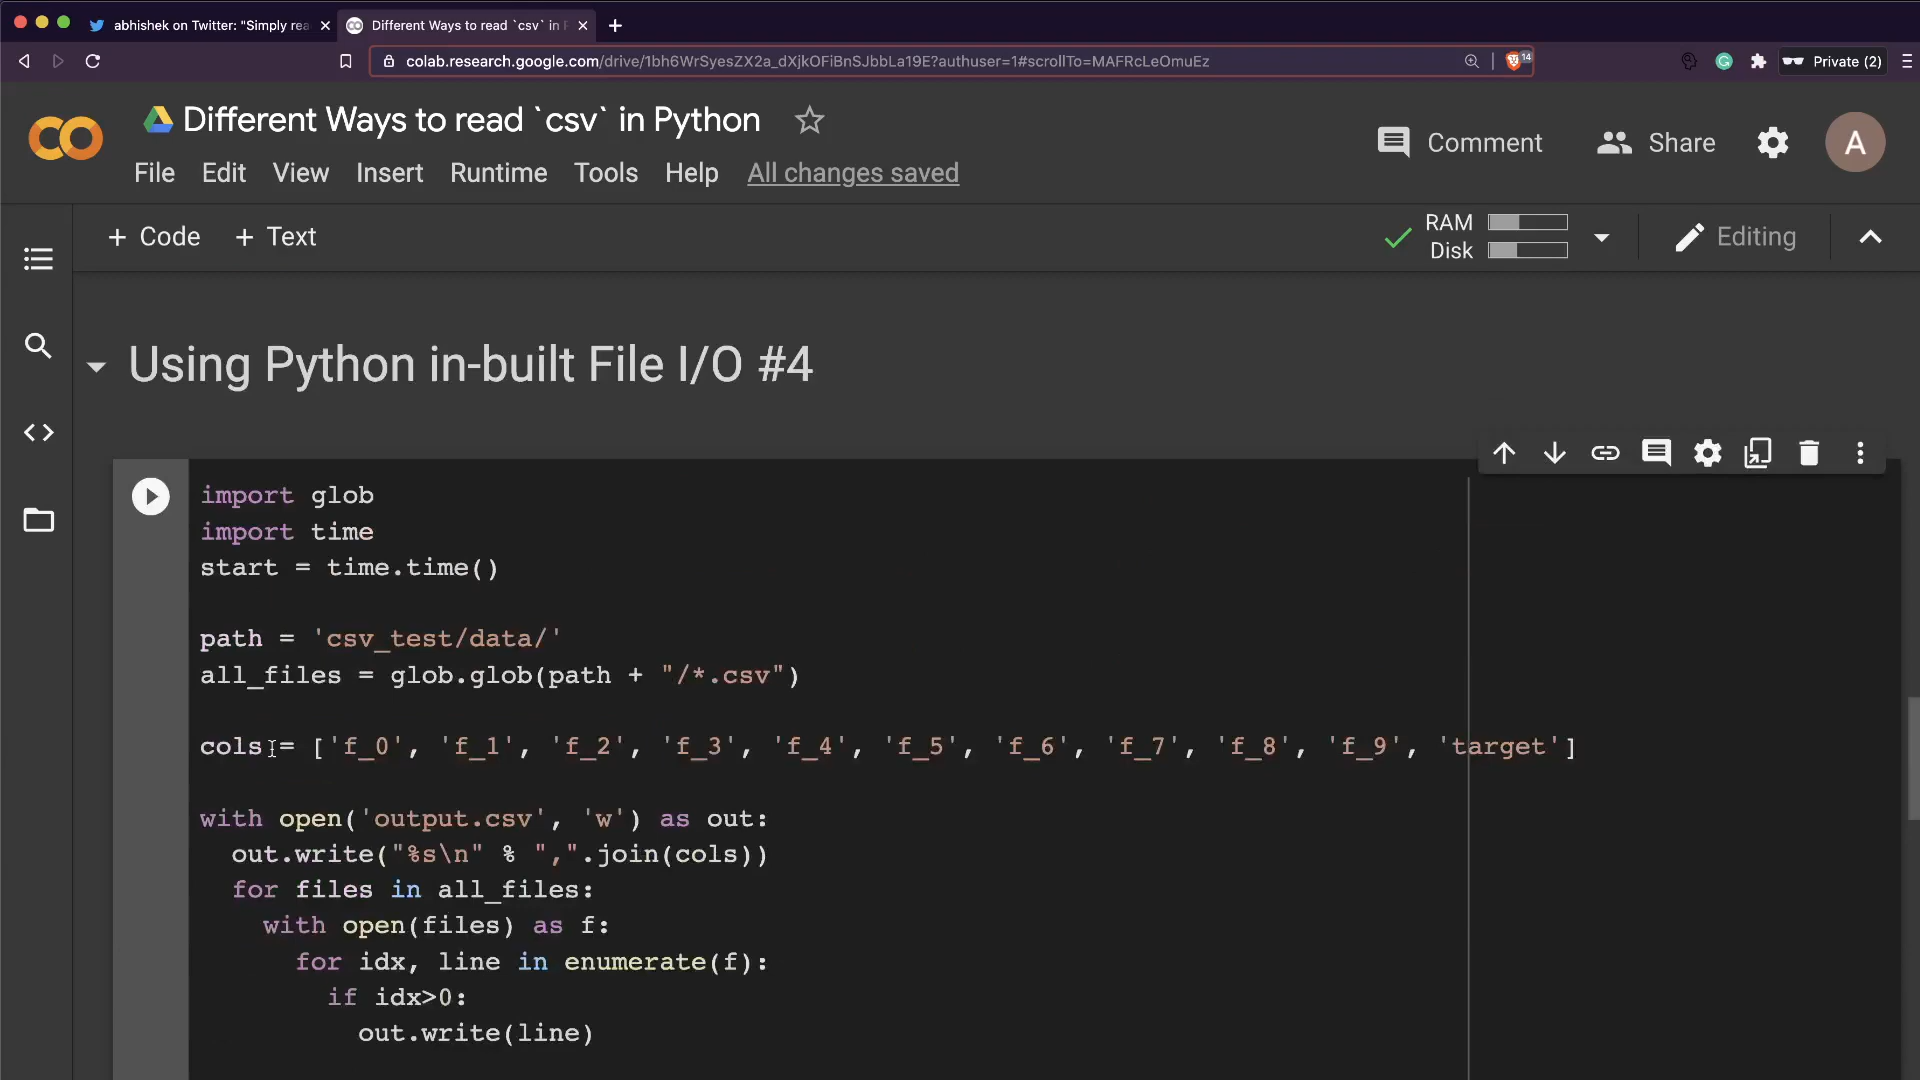 abhishek on Twitter: "Simply rea
Different Ways to read `csv` in P
colab.research.google.com/drive/1bh6WrSyesZX2a_dXjkOFiBnSJbbLa19E?authuser=1#scrollTo=MAFRcLeOmuEz
14
Private (2)
Different Ways to read `csv` in Python
Comment
Share
A
File Edit View Insert Runtime Tools Help All changes saved
+ Code + Text
RAM
Disk
Editing
Using Python in-built File I/O #4
import glob
import time
start = time.time()
path = 'csv_test/data/'
all_files = glob.glob(path + "/*.csv")
cols = ['f_0', 'f_1', 'f_2', 'f_3', 'f_4', 'f_5', 'f_6', 'f_7', 'f_8', 'f_9', 'target']
with open('output.csv', 'w') as out:
  out.write("%s\n" % ",".join(cols))
  for files in all_files:
    with open(files) as f:
      for idx, line in enumerate(f):
        if idx>0:
          out.write(line)